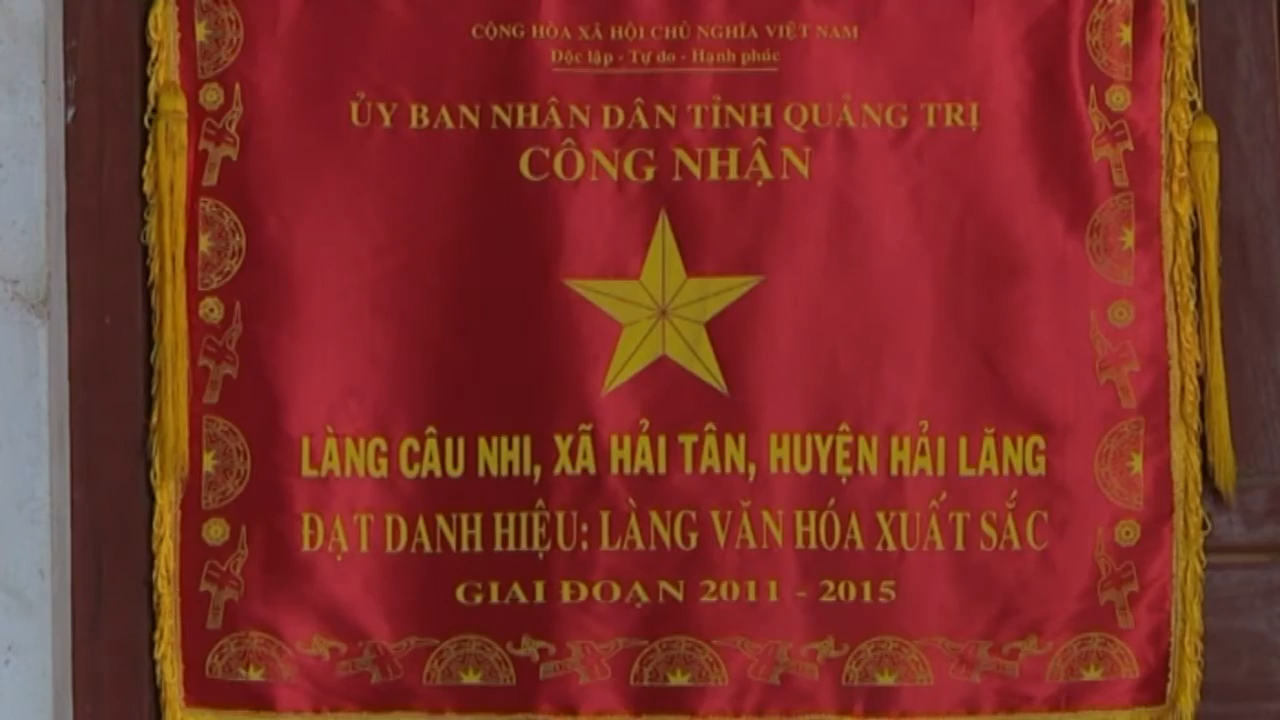 CỘNG HÒA XÃ HỘI CHỦ NGHĨA VIỆT NAM
Độc lập - Tự do - Hạnh phúc
ỦY BAN NHÂN DÂN TỈNH QUẢNG TRỊ
CÔNG NHẬN
LÀNG CÂU NHI, XÃ HẢI TÂN, HUYỆN HẢI LĂNG
ĐẠT DANH HIỆU: LÀNG VĂN HÓA XUẤT SẮC
GIAI ĐOẠN 2011 - 2015